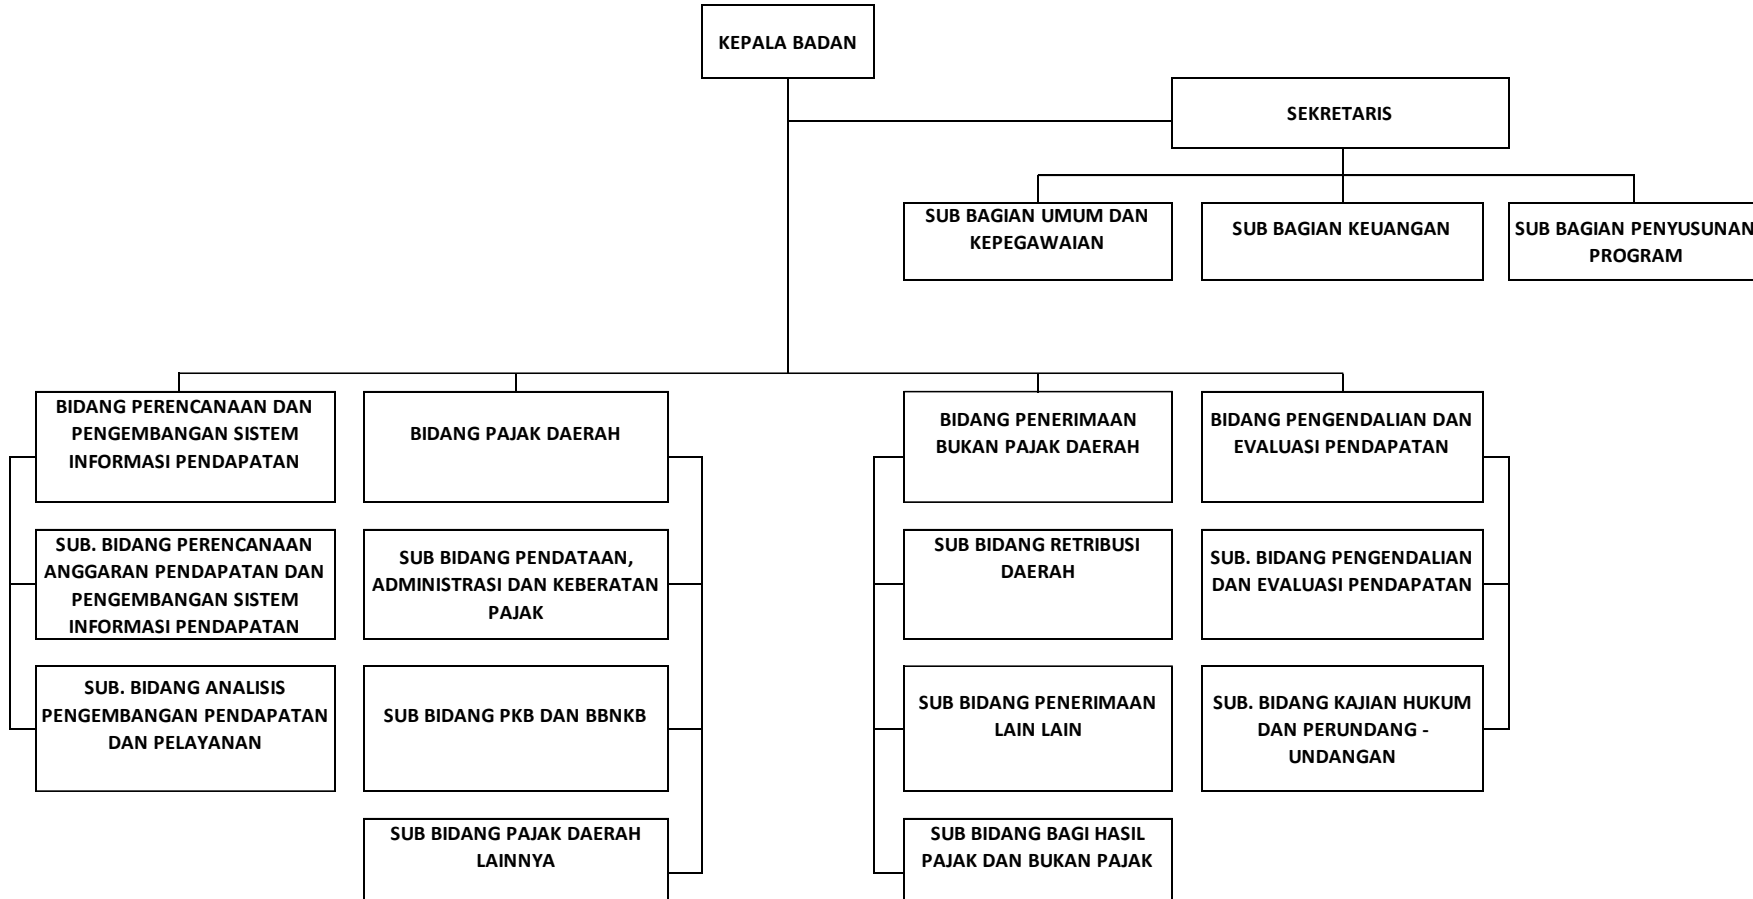 KEPALA BADAN
SEKRETARIS
SUB BAGIAN UMUM DAN
KEPEGAWAIAN
SUB BAGIAN KEUANGAN
SUB BAGIAN PENYUSUNAN
PROGRAM
BIDANG PERENCANAAN DAN
PENGEMBANGAN SISTEM
INFORMASI PENDAPATAN
BIDANG PAJAK DAERAH
BIDANG PENERIMAAN
BUKAN PAJAK DAERAH
BIDANG PENGENDALIAN DAN
EVALUASI PENDAPATAN
SUB. BIDANG PERENCANAAN
ANGGARAN PENDAPATAN DAN
PENGEMBANGAN SISTEM
INFORMASI PENDAPATAN
SUB BIDANG PENDATAAN,
ADMINISTRASI DAN KEBERATAN
PAJAK
SUB BIDANG RETRIBUSI
DAERAH
SUB. BIDANG PENGENDALIAN
DAN EVALUASI PENDAPATAN
SUB. BIDANG ANALISIS
PENGEMBANGAN PENDAPATAN
DAN PELAYANAN
SUB BIDANG PKB DAN BBNKB
SUB BIDANG PENERIMAAN
LAIN LAIN
SUB. BIDANG KAJIAN HUKUM
DAN PERUNDANG -
UNDANGAN
SUB BIDANG PAJAK DAERAH
LAINNYA
SUB BIDANG BAGI HASIL
PAJAK DAN BUKAN PAJAK